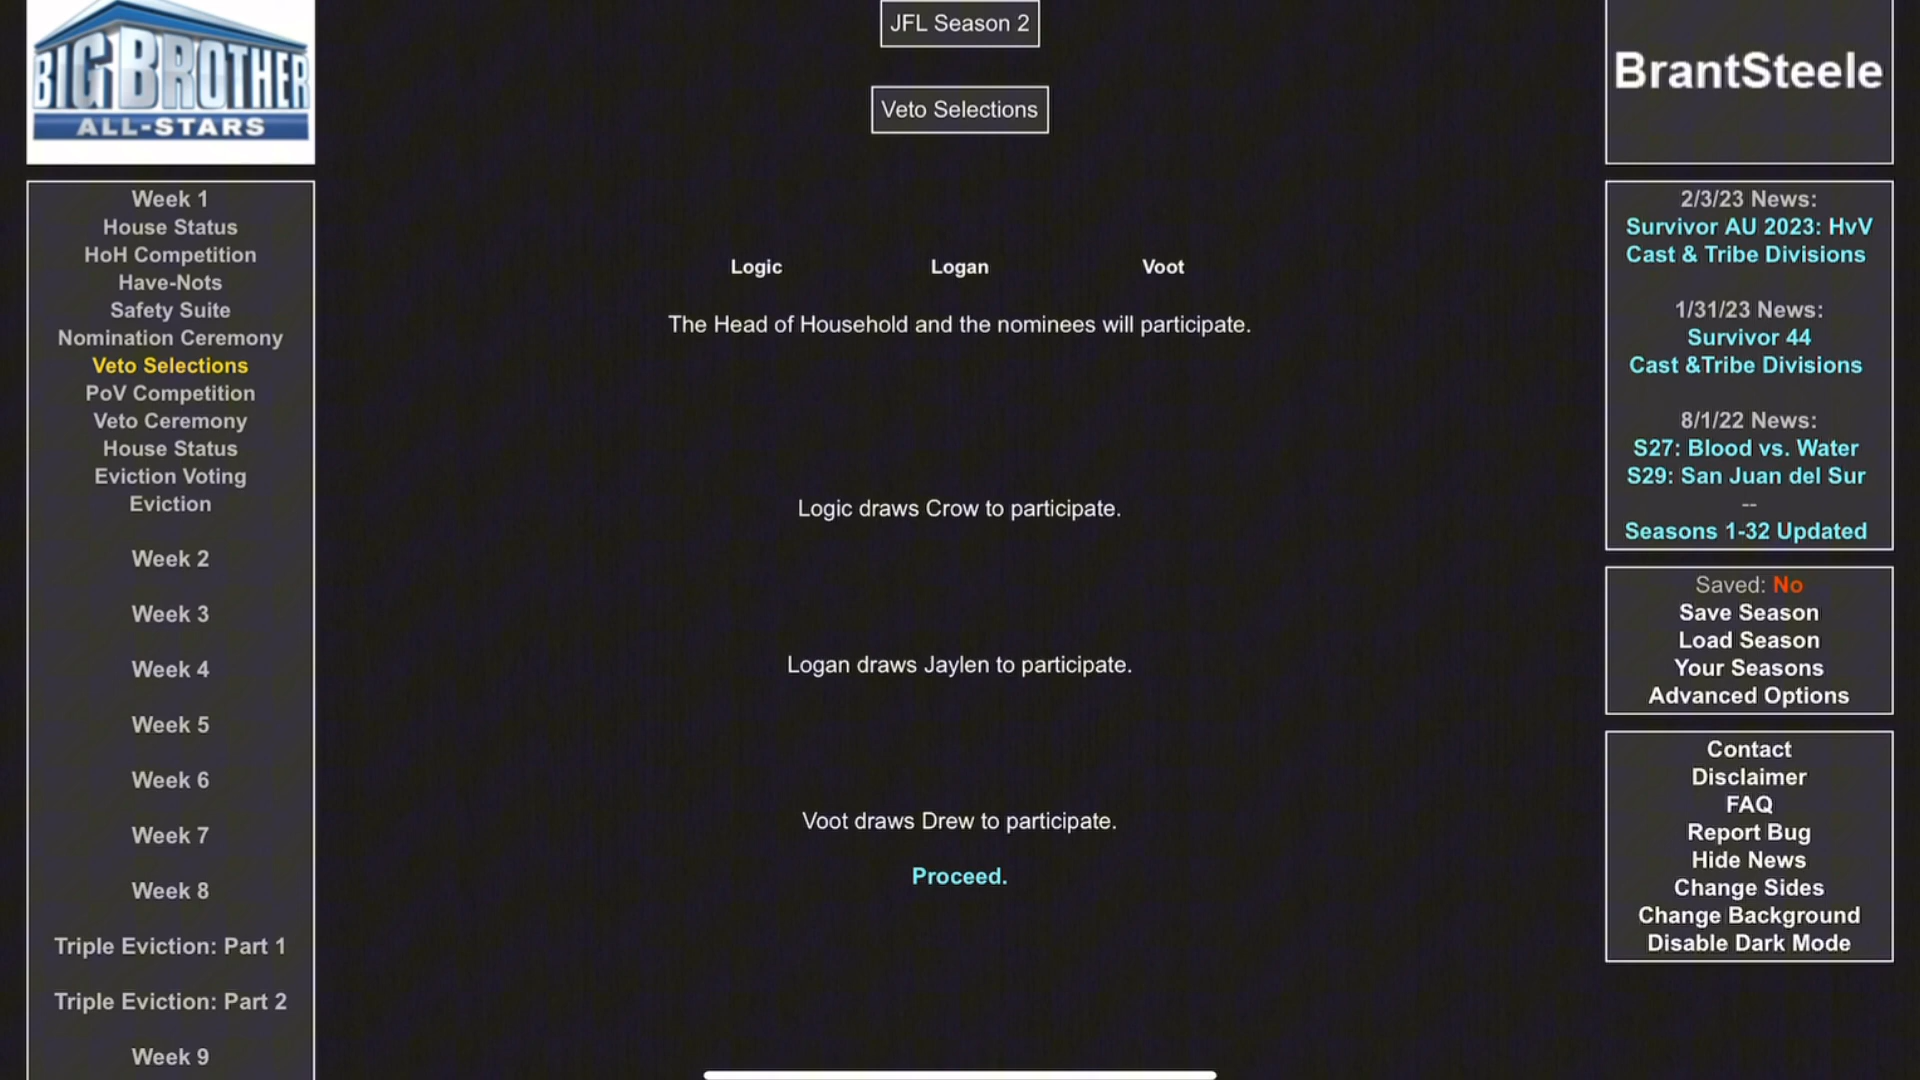 BIG BROTHER
ALL-STARS
Week 1
House Status
HoH Competition
Have-Nots
Safety Suite
Nomination Ceremony
Veto Selections
PoV Competition
Veto Ceremony
House Status
Eviction Voting
Eviction
Week 2
Week 3
Week 4
Week 5
Week 6
Week 7
Week 8
Triple Eviction: Part 1
Triple Eviction: Part 2
Week 9
JFL Season 2
Veto Selections
Logic Logan Voot
The Head of Household and the nominees will participate.
Logic draws Crow to participate.
Logan draws Jaylen to participate.
Voot draws Drew to participate.
Proceed.
BrantSteele
2/3/23 News:
Survivor AU 2023: HvV
Cast & Tribe Divisions
1/31/23 News:
Survivor 44
Cast &Tribe Divisions
8/1/22 News:
S27: Blood vs. Water
S29: San Juan del Sur
--
Seasons 1-32 Updated
Saved: No
Save Season
Load Season
Your Seasons
Advanced Options
Contact
Disclaimer
FAQ
Report Bug
Hide News
Change Sides
Change Background
Disable Dark Mode